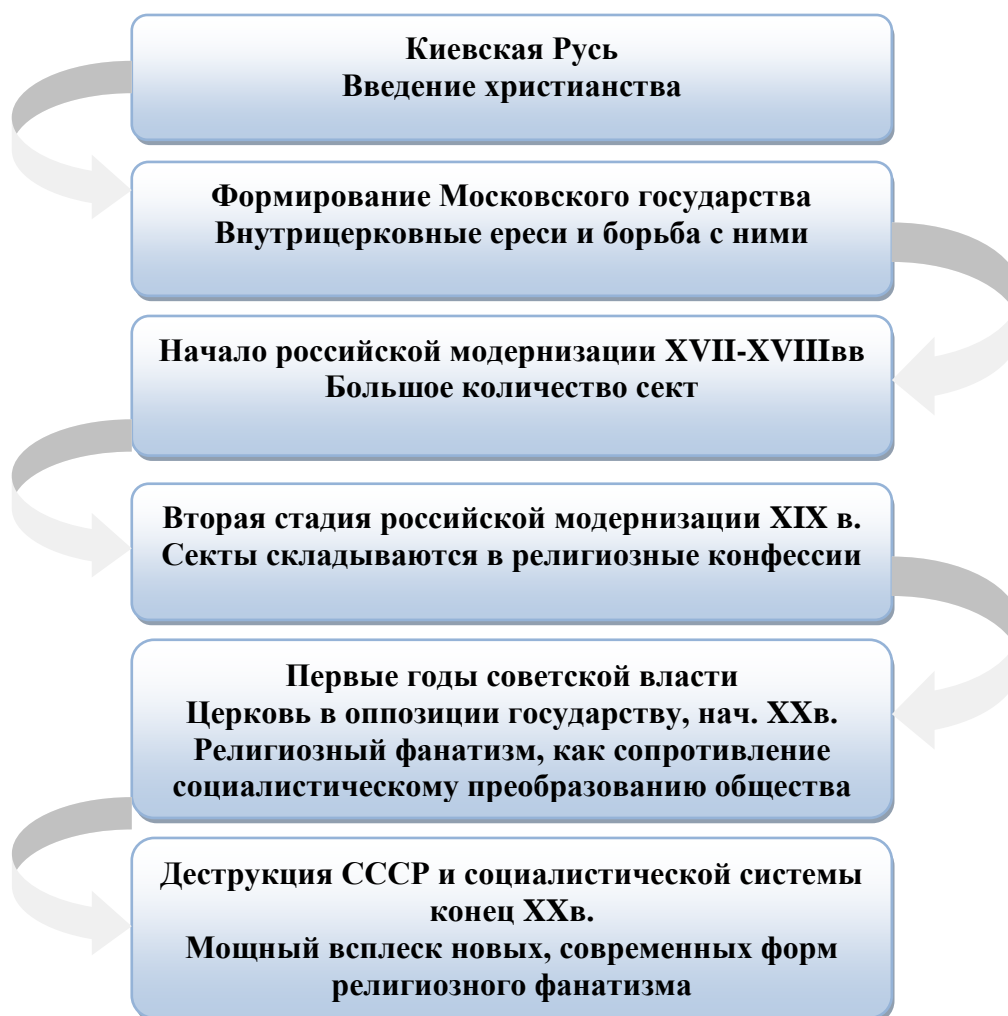 Киевская Русь
Введение христианства
Формирование Московского государства
Внутрицерковные ереси и борьба с ними
Начало российской модернизации XVII-XVIIIвв
Большое количество сект
Вторая стадия российской модернизации XIX в.
Секты складываются в религиозные конфессии
Первые годы советской власти
Церковь в оппозиции государству, нач. XXв.
Религиозный фанатизм, как сопротивление
социалистическому преобразованию общества
Деструкция СССР и социалистической системы
конец XXв.
Мощный всплеск новых, современных форм
религиозного фанатизма